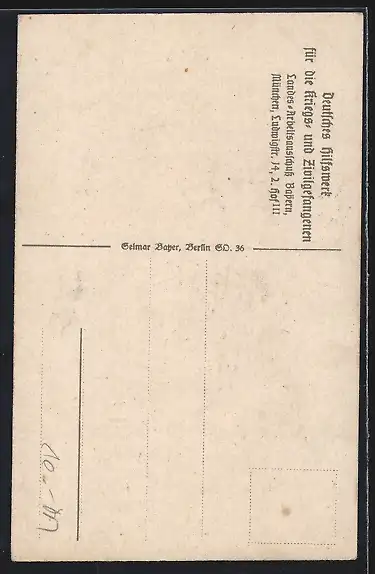 Deutsches Hilfswerk
für die Kriegs- und Zivilgefangenen
Landes-Arbeitsausschuß Bayern,
München, Ludwigstr. 14, 2. Hof III
Selmar Bayer, Berlin SO. 36
10.-